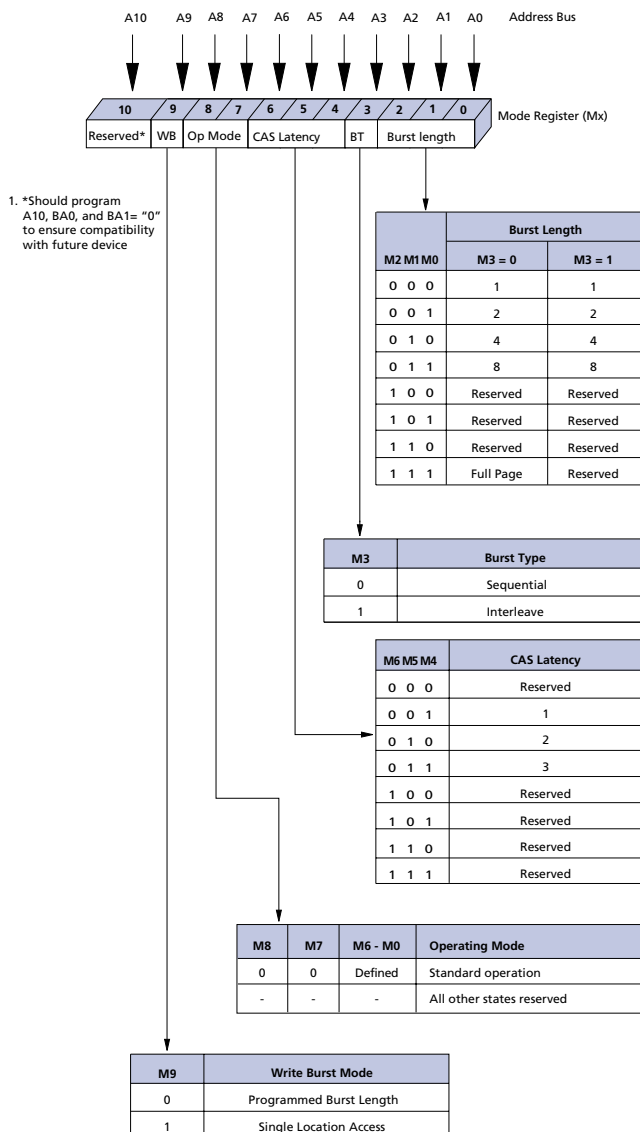 A10 A9 A8 A7 A6 A5 A4 A3 A2 A1 A0 Address Bus
10 9 8 7 6 5 4 3 2 1 0 Mode Register (Mx)
Reserved* WB Op Mode CAS Latency BT Burst length
1. *Should program
A10, BA0, and BA1= “0”
to ensure compatibility
with future device
Burst Length
M2 M1 M0 M3 = 0 M3 = 1
0 0 0 1 1
0 0 1 2 2
0 1 0 4 4
0 1 1 8 8
1 0 0 Reserved Reserved
1 0 1 Reserved Reserved
1 1 0 Reserved Reserved
1 1 1 Full Page Reserved
M3 Burst Type
0 Sequential
1 Interleave
M6 M5 M4 CAS Latency
0 0 0 Reserved
0 0 1 1
0 1 0 2
0 1 1 3
1 0 0 Reserved
1 0 1 Reserved
1 1 0 Reserved
1 1 1 Reserved
M8 M7 M6 - M0 Operating Mode
0 0 Defined Standard operation
- - - All other states reserved
M9 Write Burst Mode
0 Programmed Burst Length
1 Single Location Access